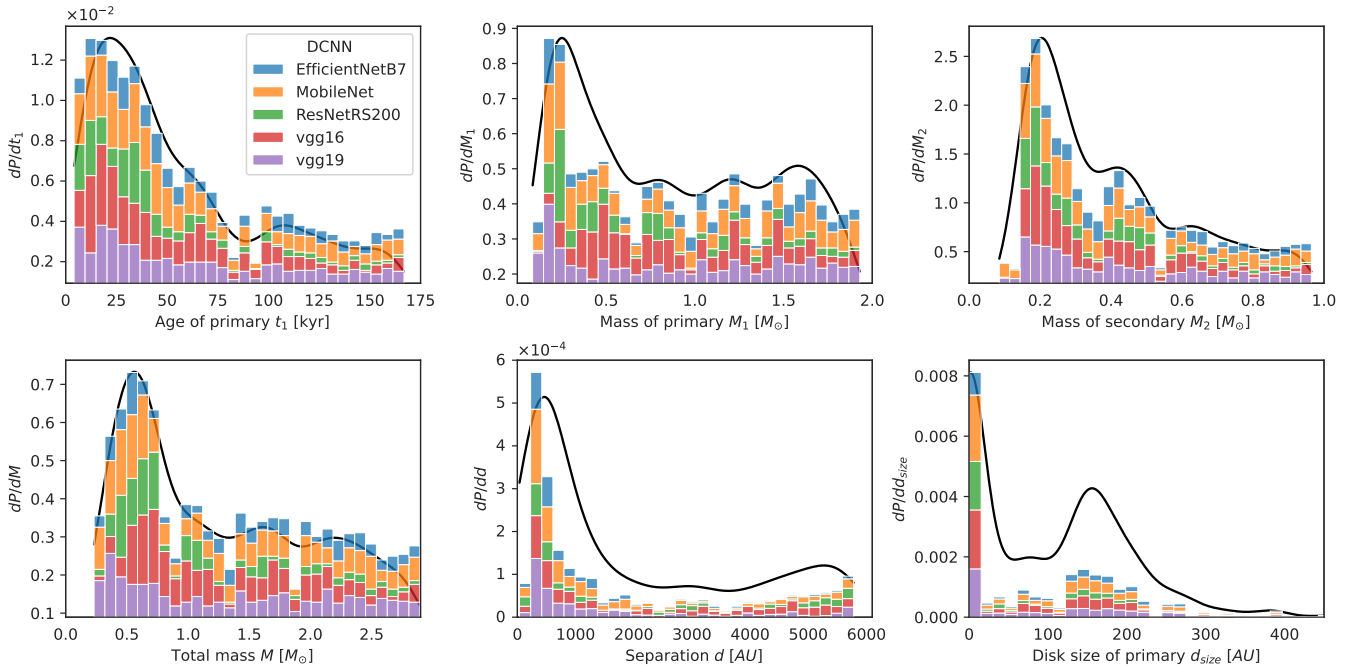 ×10⁻²
dP/dt₁
1.2
1.0
0.8
0.6
0.4
0.2
0 25 50 75 100 125 150 175
Age of primary t₁ [kyr]
DCNN
EfficientNetB7
MobileNet
ResNetRS200
vgg16
vgg19
dP/dM₁
0.9
0.8
0.7
0.6
0.5
0.4
0.3
0.2
0.0 0.5 1.0 1.5 2.0
Mass of primary M₁ [M⊙]
dP/dM₂
2.5
2.0
1.5
1.0
0.5
0.0 0.2 0.4 0.6 0.8 1.0
Mass of secondary M₂ [M⊙]
dP/dM
0.7
0.6
0.5
0.4
0.3
0.2
0.1
0.0 0.5 1.0 1.5 2.0 2.5
Total mass M [M⊙]
×10⁻⁴
dP/dd
6
5
4
3
2
1
0
0 1000 2000 3000 4000 5000 6000
Separation d [AU]
dP/dd_size
0.008
0.006
0.004
0.002
0.000
0 100 200 300 400
Disk size of primary d_size [AU]